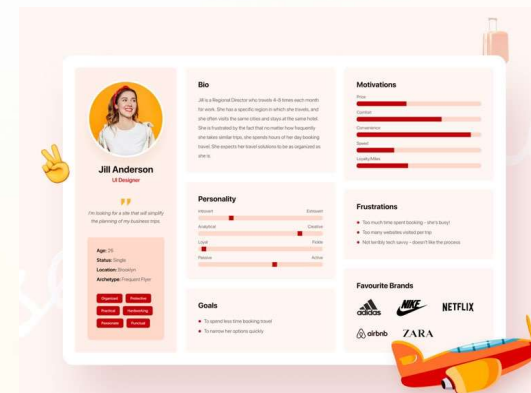 Jill Anderson
UI Designer
I'm looking for a site that will simplify
the planning of my business trips.
Age: 25
Status: Single
Location: Brooklyn
Archetype: Frequent Flyer
Organized
Protective
Practical
Hardworking
Passionate
Punctual
Bio
Jill is a Regional Director who travels 4-8 times each month
for work. She has a specific region in which she travels, and
she often visits the same cities and stays at the same hotel.
She is frustrated by the fact that no matter how frequently
she takes similar trips, she spends hours of her day booking
travel. She expects her travel solutions to be as organized as
she is.
Personality
Introvert
Extrovert
Analytical
Creative
Loyal
Fickle
Passive
Active
Goals
To spend less time booking travel
To narrow her options quickly
Motivations
Price
Comfort
Convenience
Speed
Loyalty/Miles
Frustrations
Too much time spent booking - she's busy!
Too many websites visited per trip
Not terribly tech savvy - doesn't like the process
Favourite Brands
adidas
NIKE
NETFLIX
airbnb
ZARA